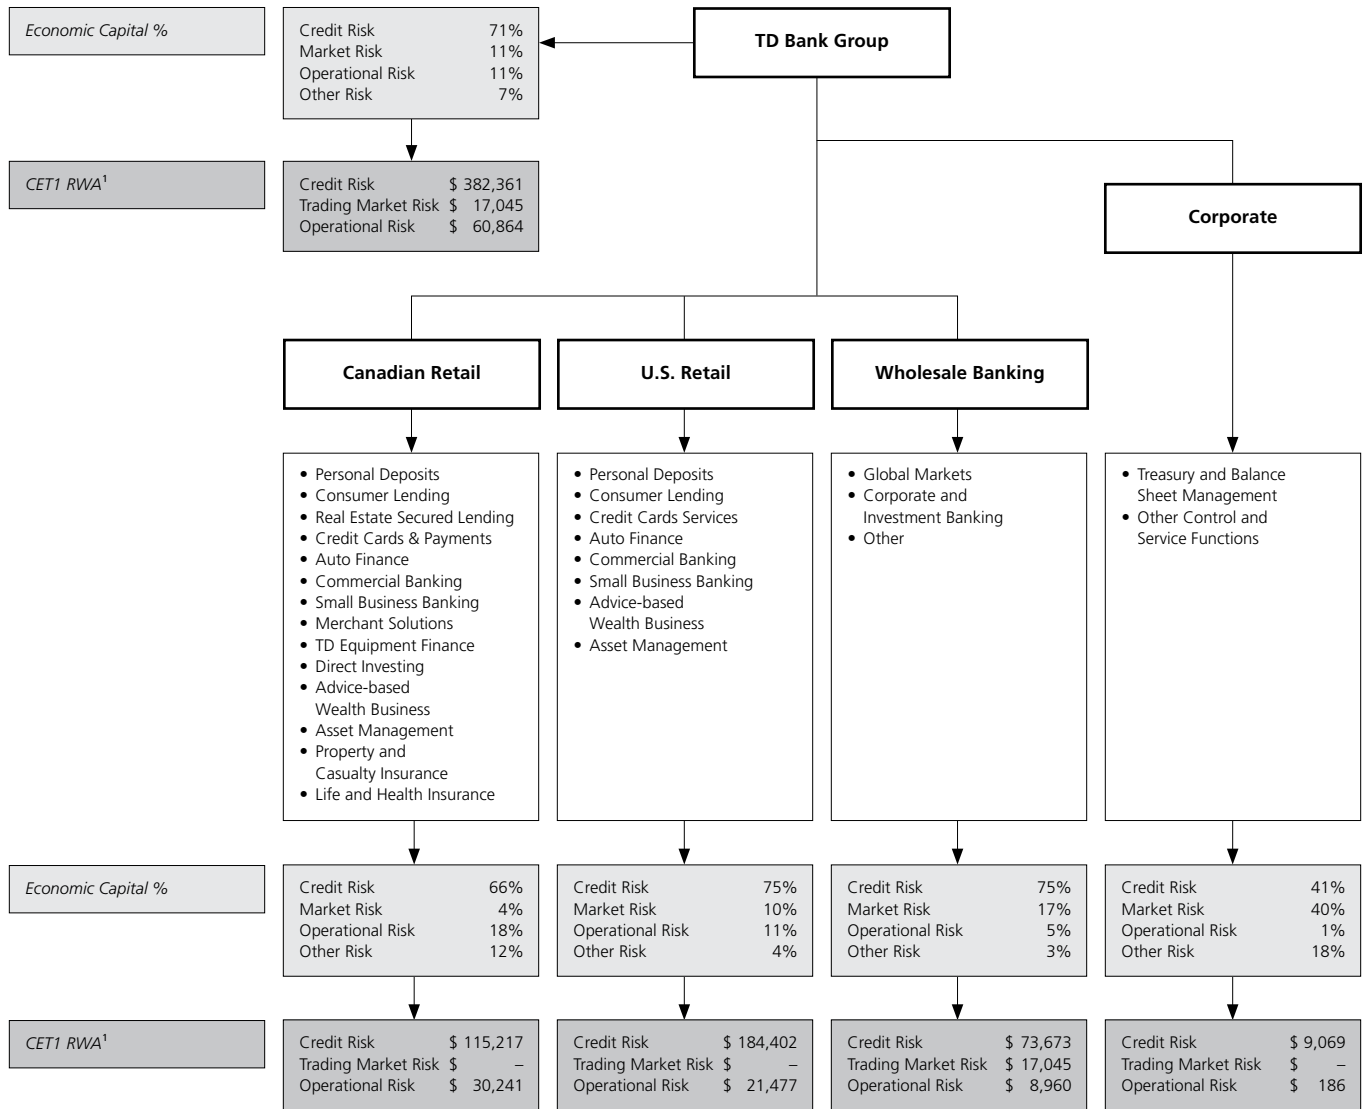 Economic Capital %
Credit Risk 71%
Market Risk 11%
Operational Risk 11%
Other Risk 7%
TD Bank Group
CET1 RWA¹
Credit Risk $ 382,361
Trading Market Risk $ 17,045
Operational Risk $ 60,864
Corporate
Canadian Retail
U.S. Retail
Wholesale Banking
• Personal Deposits
• Consumer Lending
• Real Estate Secured Lending
• Credit Cards & Payments
• Auto Finance
• Commercial Banking
• Small Business Banking
• Merchant Solutions
• TD Equipment Finance
• Direct Investing
• Advice-based
Wealth Business
• Asset Management
• Property and
Casualty Insurance
• Life and Health Insurance
• Personal Deposits
• Consumer Lending
• Credit Cards Services
• Auto Finance
• Commercial Banking
• Small Business Banking
• Advice-based
Wealth Business
• Asset Management
• Global Markets
• Corporate and
Investment Banking
• Other
• Treasury and Balance
Sheet Management
• Other Control and
Service Functions
Economic Capital %
Credit Risk 66%
Market Risk 4%
Operational Risk 18%
Other Risk 12%
Credit Risk 75%
Market Risk 10%
Operational Risk 11%
Other Risk 4%
Credit Risk 75%
Market Risk 17%
Operational Risk 5%
Other Risk 3%
Credit Risk 41%
Market Risk 40%
Operational Risk 1%
Other Risk 18%
CET1 RWA¹
Credit Risk $ 115,217
Trading Market Risk $ –
Operational Risk $ 30,241
Credit Risk $ 184,402
Trading Market Risk $ –
Operational Risk $ 21,477
Credit Risk $ 73,673
Trading Market Risk $ 17,045
Operational Risk $ 8,960
Credit Risk $ 9,069
Trading Market Risk $ –
Operational Risk $ 186